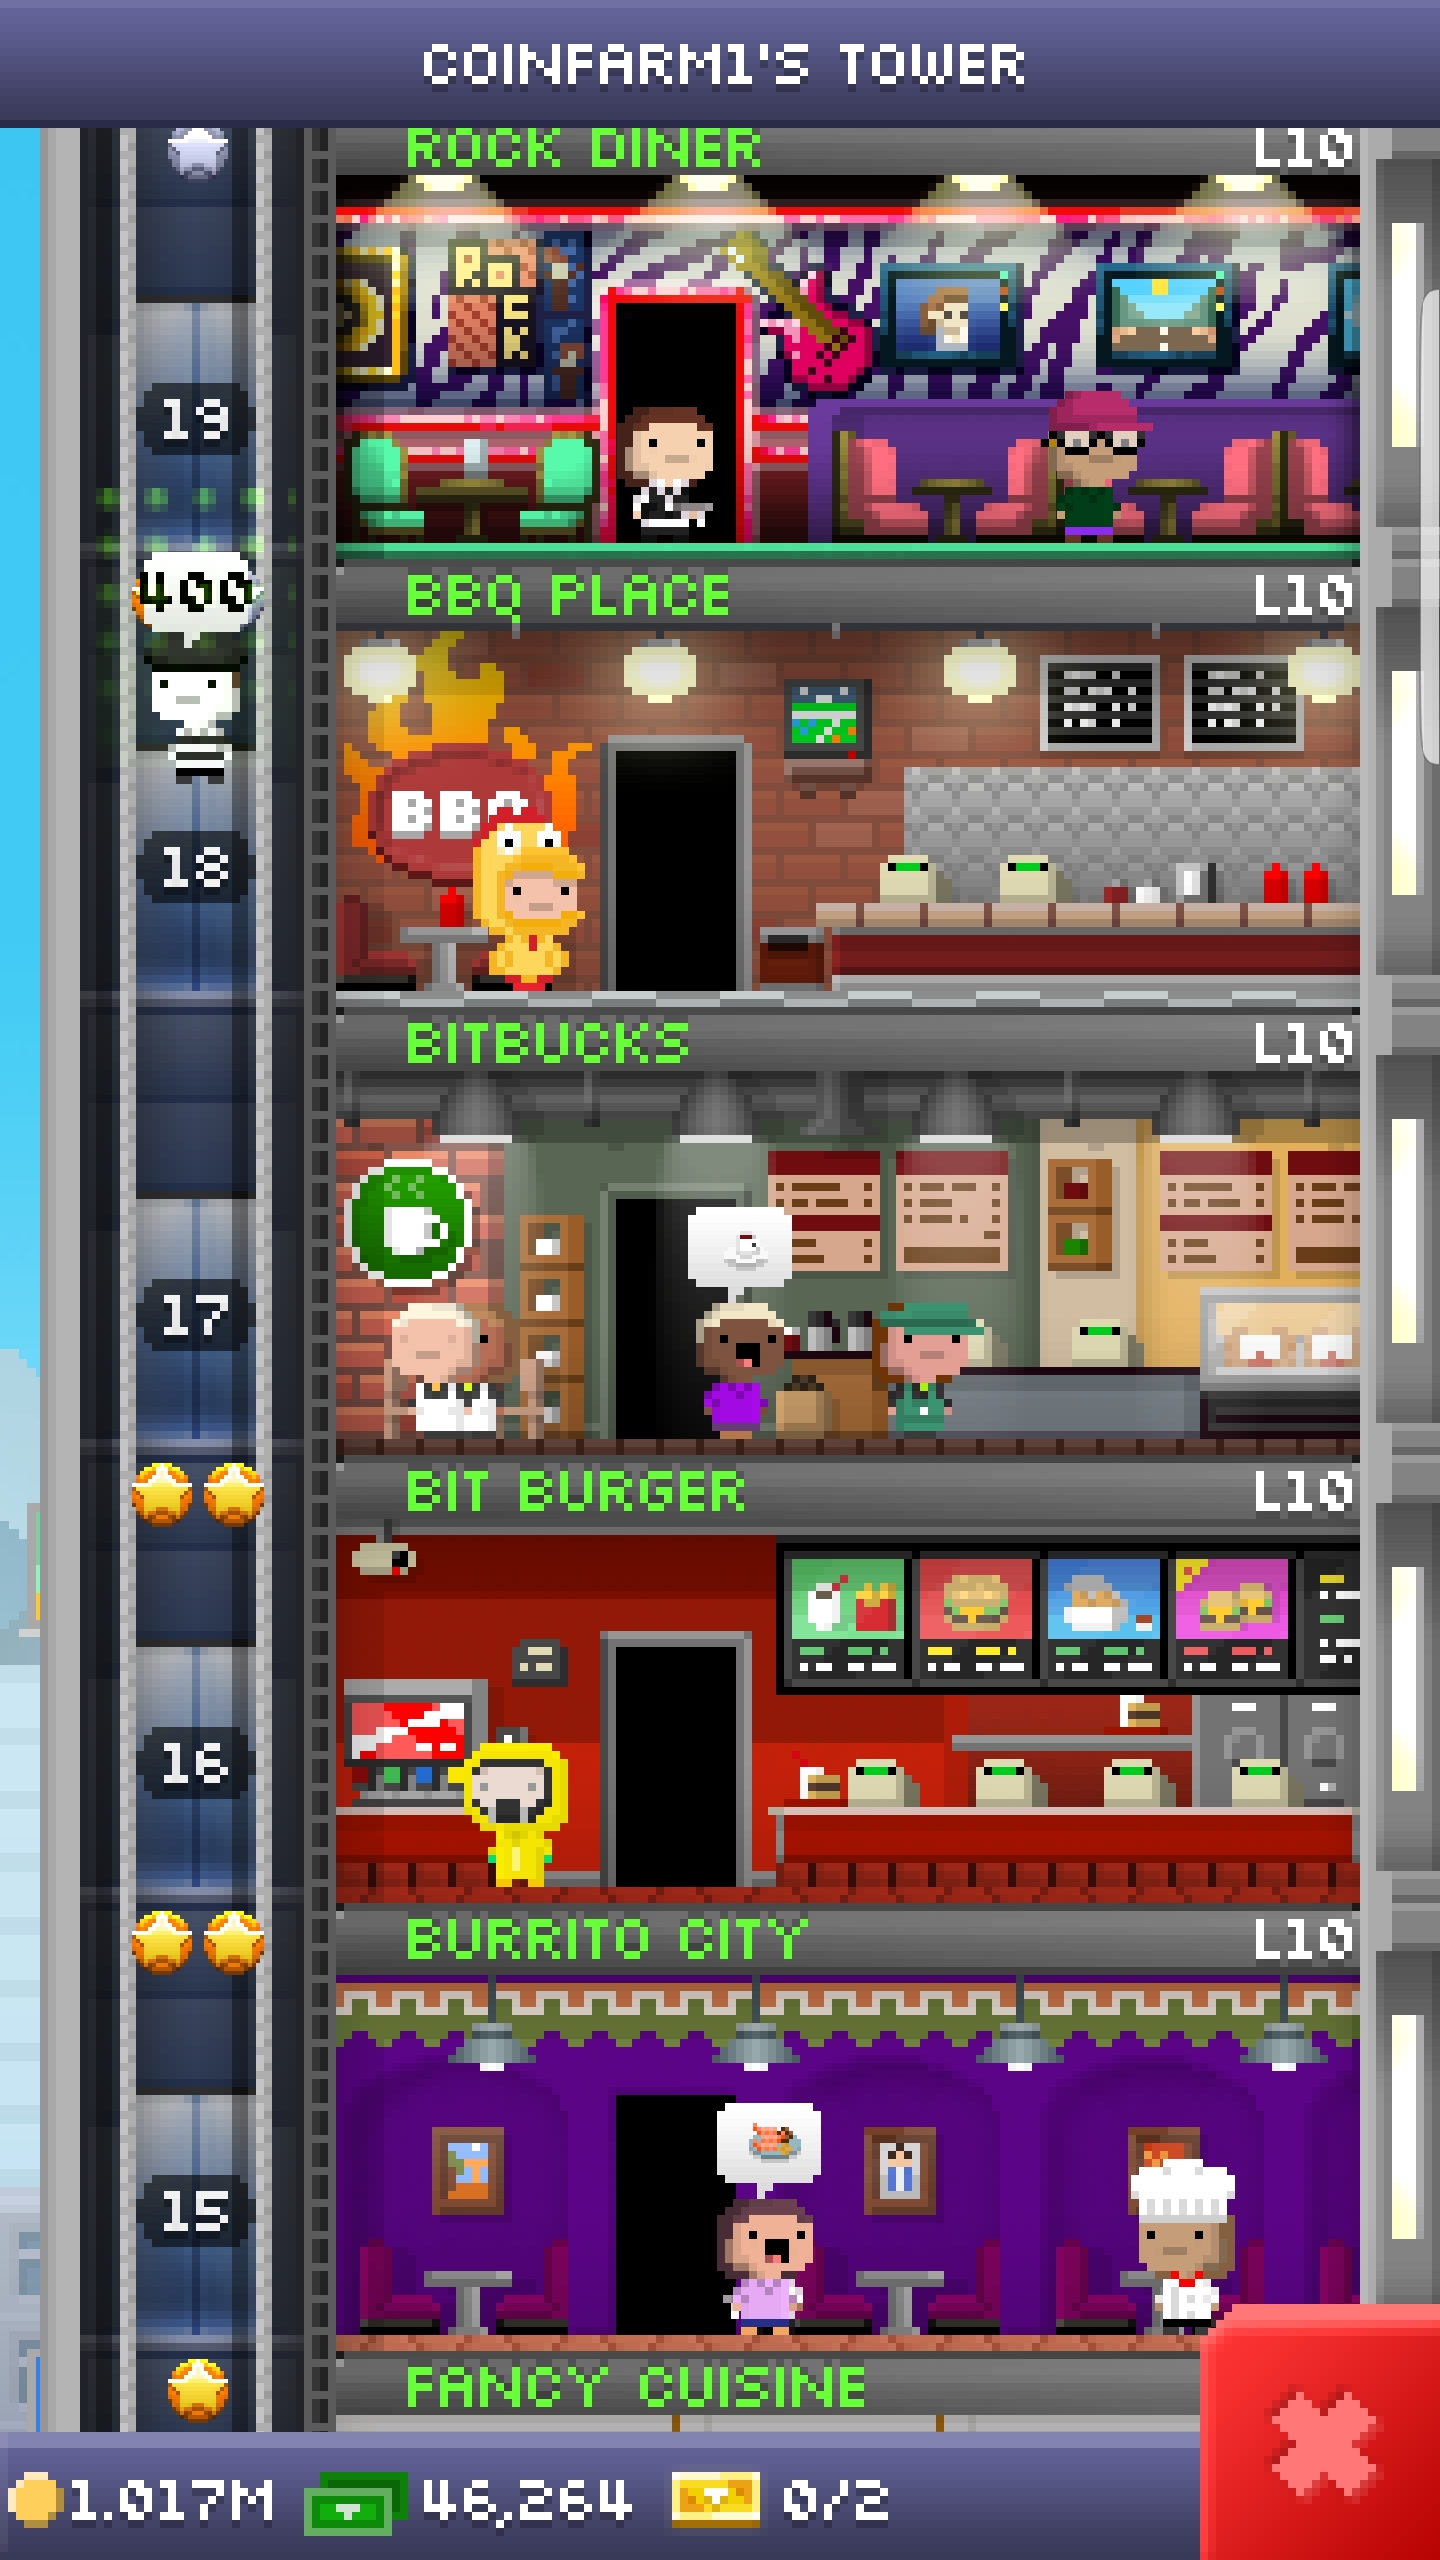 COINFARM1'S TOWER
ROCK DINER L10
ROCK
19
BBQ PLACE L10
400
BBQ
18
BITBUCKS L10
17
BIT BURGER L10
16
BURRITO CITY L10
15
FANCY CUISINE
1.017M 46,264 0/2